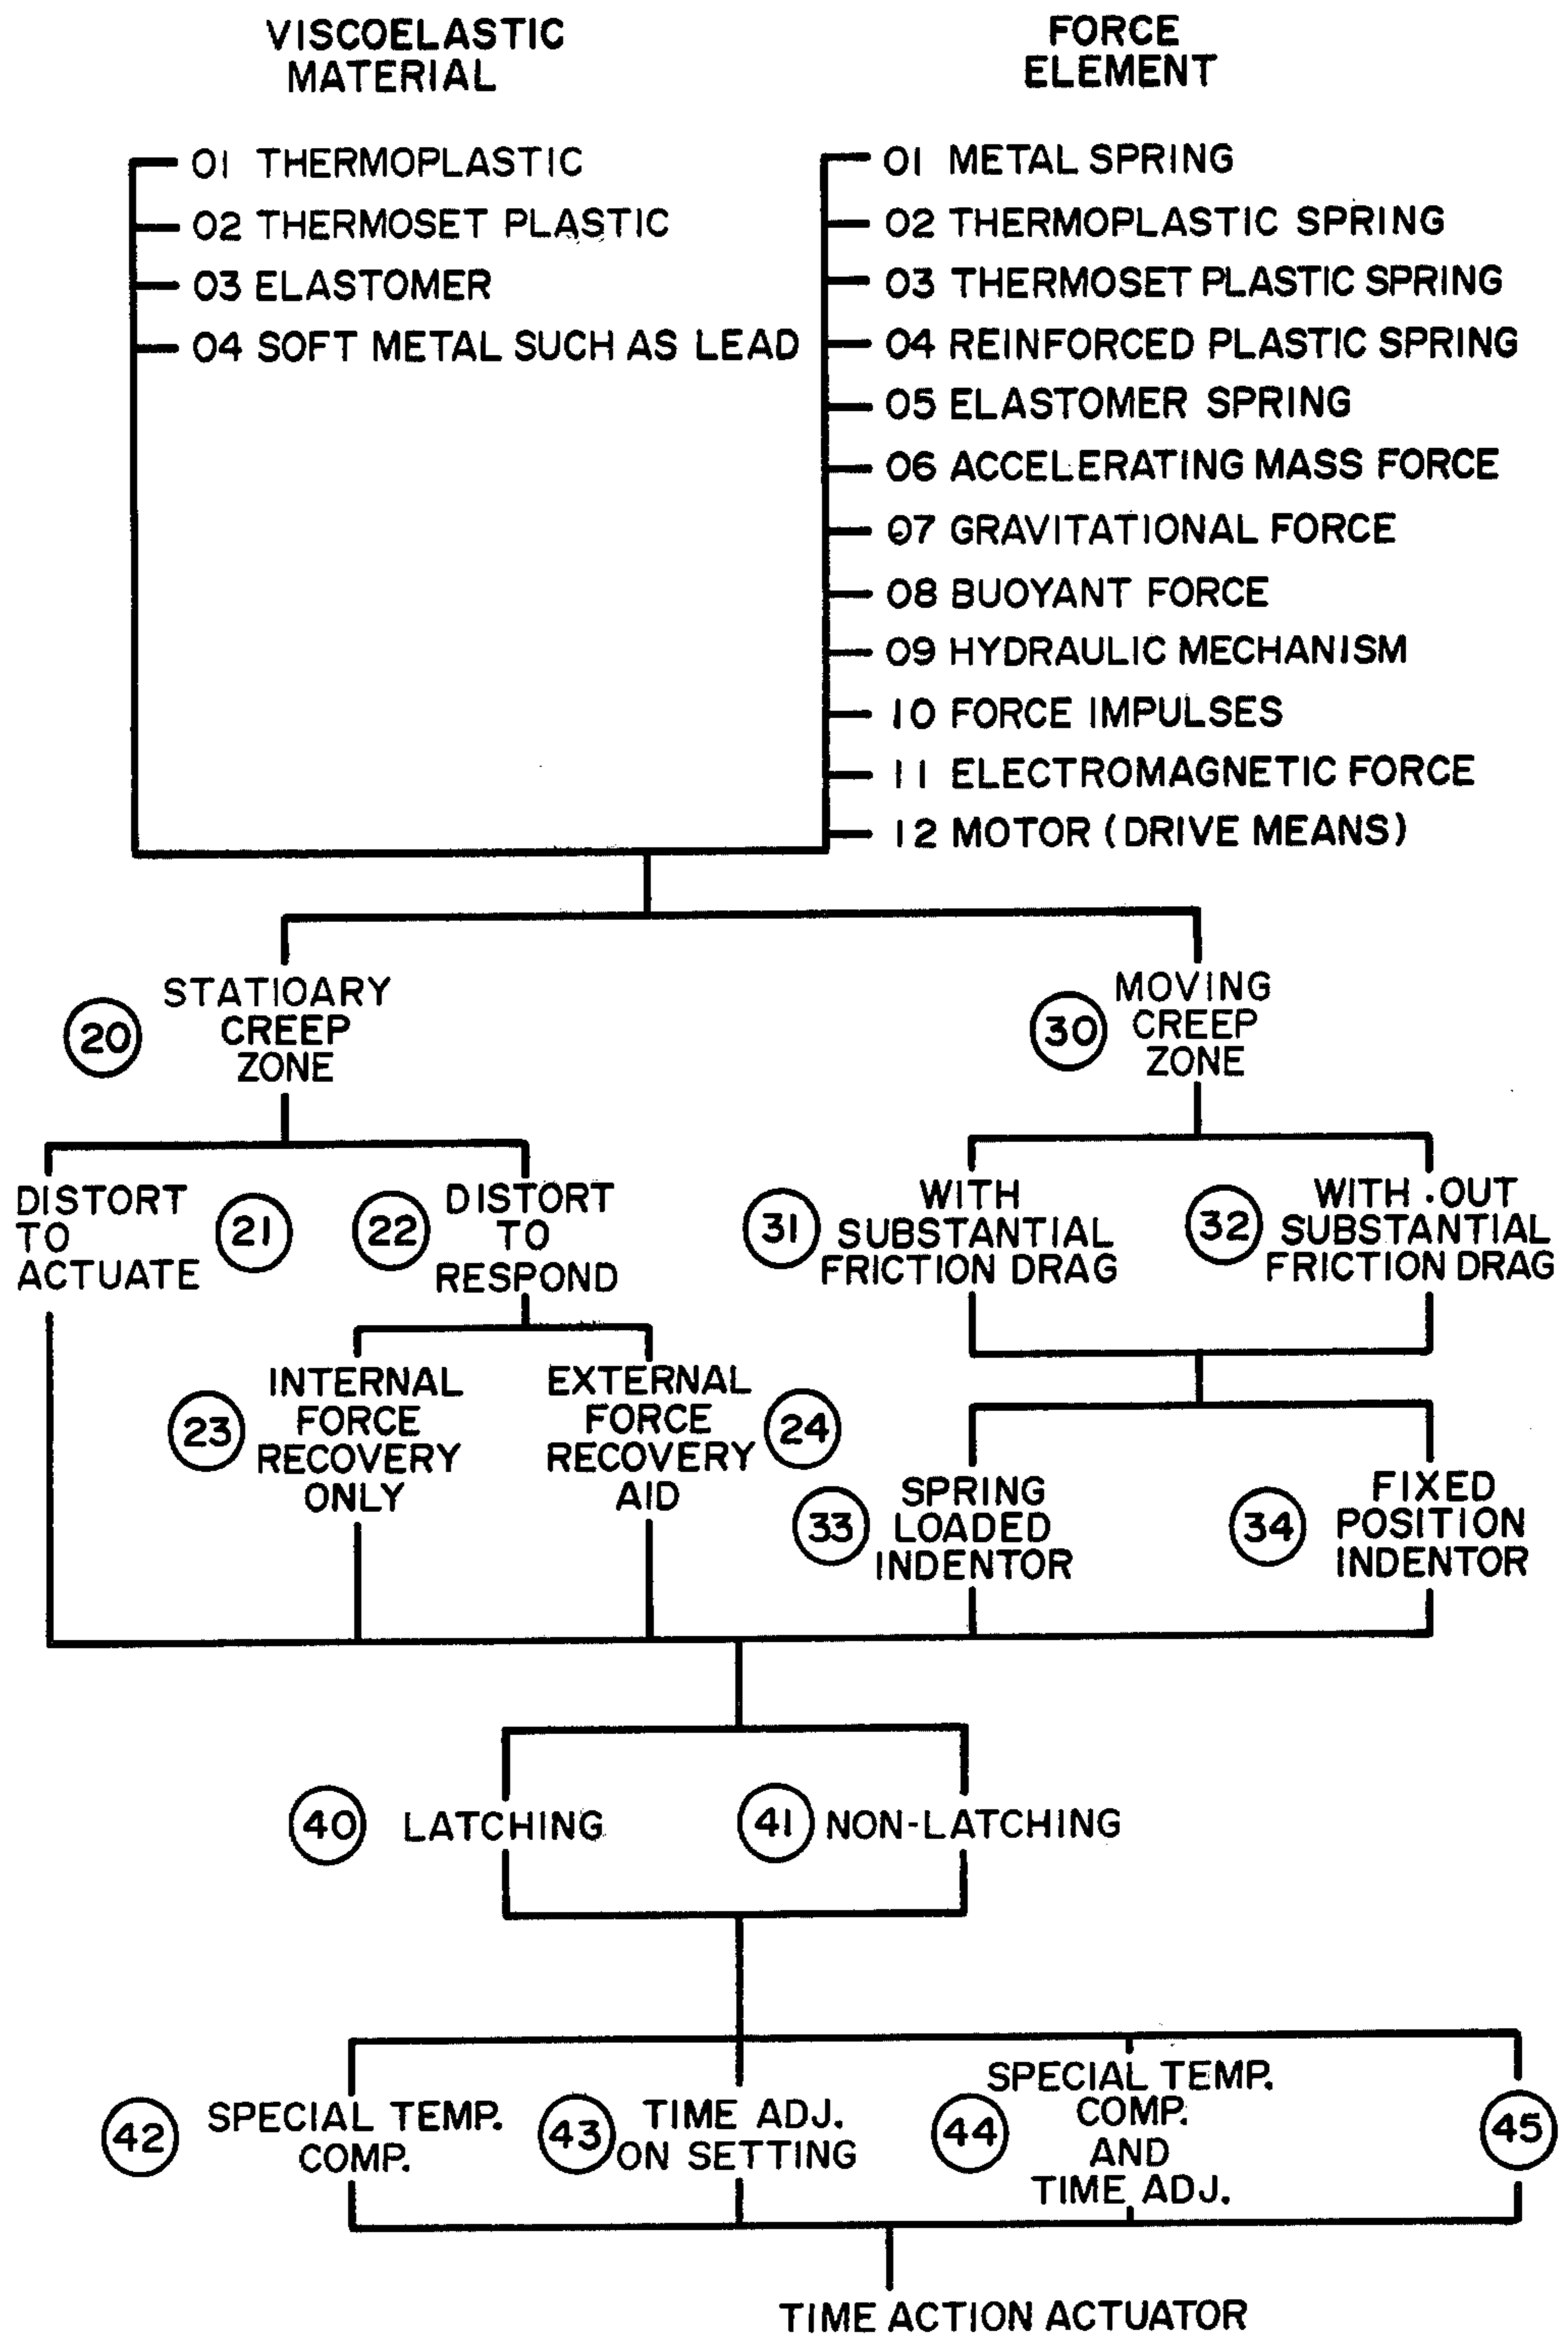 VISCOELASTIC
MATERIAL
01 THERMOPLASTIC
02 THERMOSET PLASTIC
03 ELASTOMER
04 SOFT METAL SUCH AS LEAD
FORCE
ELEMENT
01 METAL SPRING
02 THERMOPLASTIC SPRING
03 THERMOSET PLASTIC SPRING
04 REINFORCED PLASTIC SPRING
05 ELASTOMER SPRING
06 ACCELERATING MASS FORCE
07 GRAVITATIONAL FORCE
08 BUOYANT FORCE
09 HYDRAULIC MECHANISM
10 FORCE IMPULSES
11 ELECTROMAGNETIC FORCE
12 MOTOR (DRIVE MEANS)
20
STATIOARY
CREEP
ZONE
30
MOVING
CREEP
ZONE
DISTORT
TO
ACTUATE
21
22
DISTORT
TO
RESPOND
31
WITH
SUBSTANTIAL
FRICTION DRAG
32
WITH.OUT
SUBSTANTIAL
FRICTION DRAG
23
INTERNAL
FORCE
RECOVERY
ONLY
EXTERNAL
FORCE
RECOVERY
AID
24
33
SPRING
LOADED
INDENTOR
34
FIXED
POSITION
INDENTOR
40
LATCHING
41
NON-LATCHING
42
SPECIAL TEMP.
COMP.
43
TIME ADJ.
ON SETTING
44
SPECIAL TEMP.
COMP.
AND
TIME ADJ.
45
TIME ACTION ACTUATOR